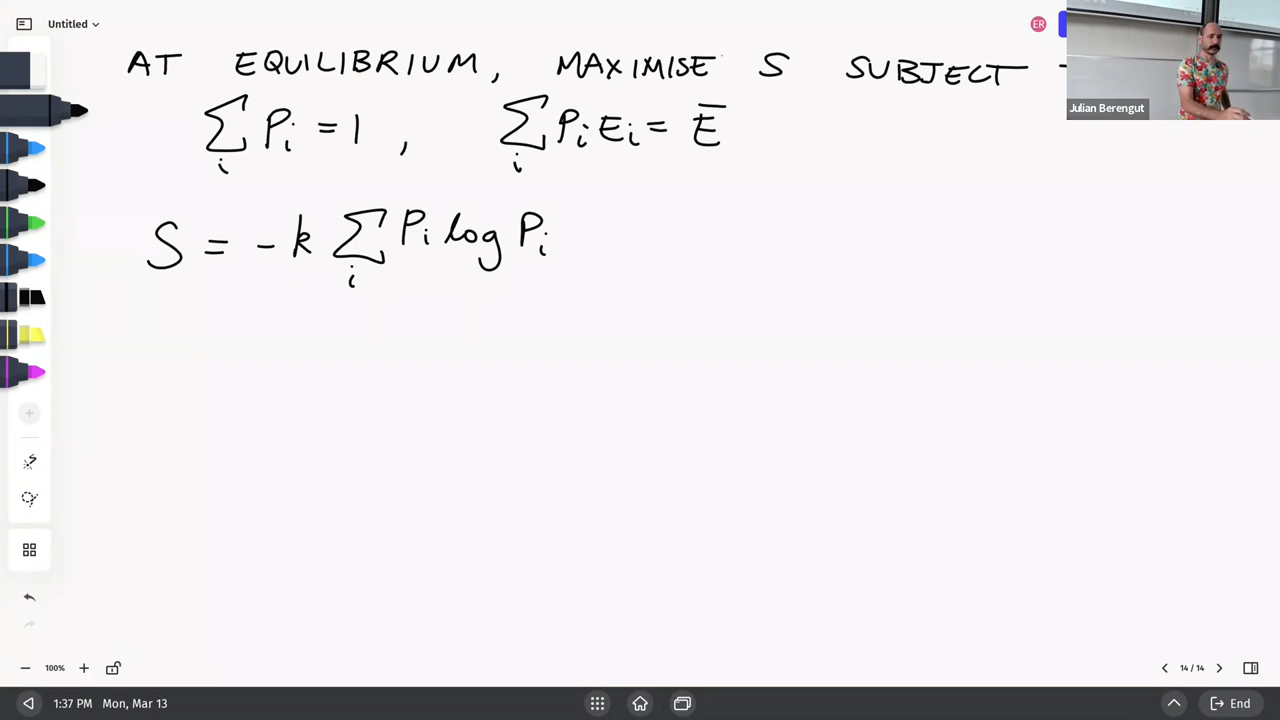 Untitled
ER
AT EQUILIBRIUM, MAXIMISE S SUBJECT
Julian Berengut
∑ᵢ Pᵢ = 1, ∑ᵢ PᵢEᵢ = E̅
S = -k ∑ᵢ Pᵢ log Pᵢ
100%
14 / 14
1:37 PM Mon, Mar 13
End